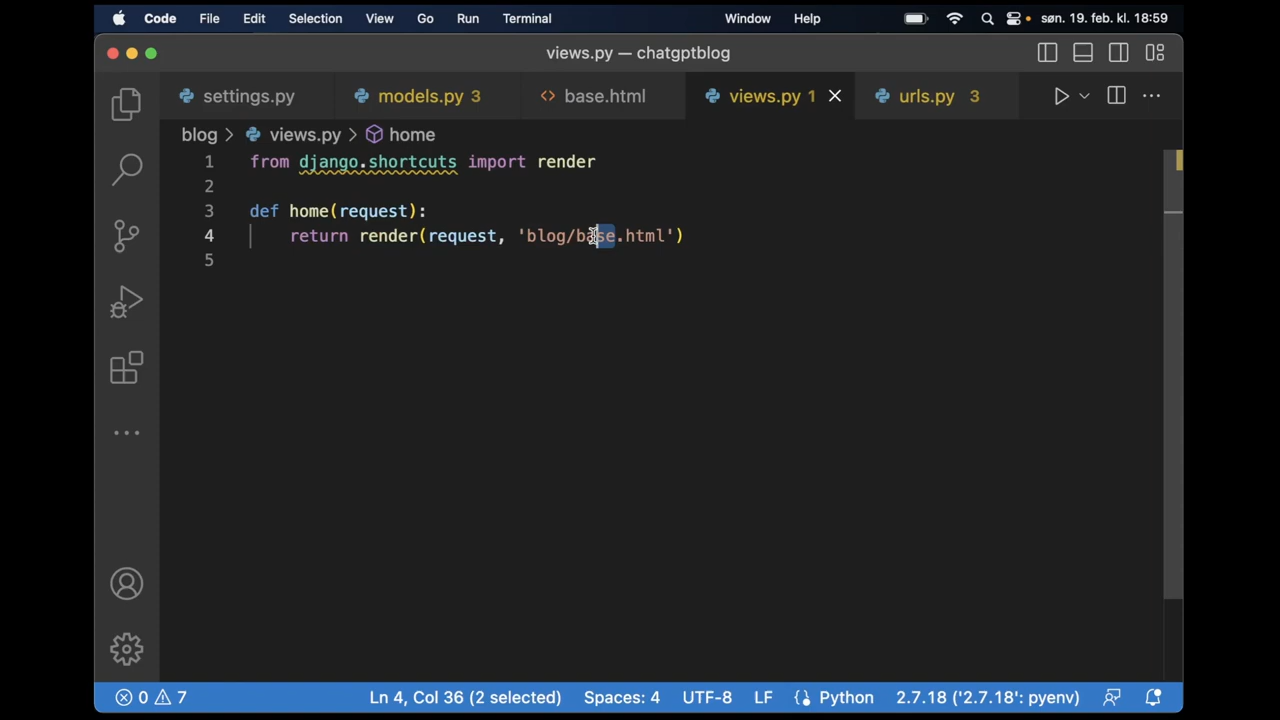 Code File Edit Selection View Go Run Terminal Window Help søn. 19. feb. kl. 18:59
views.py — chatgptblog
settings.py models.py 3 base.html views.py 1 urls.py 3
blog > views.py > home
1 from django.shortcuts import render
2
3 def home(request):
4 return render(request, 'blog/base.html')
5
0 7 Ln 4, Col 36 (2 selected) Spaces: 4 UTF-8 LF Python 2.7.18 ('2.7.18': pyenv)